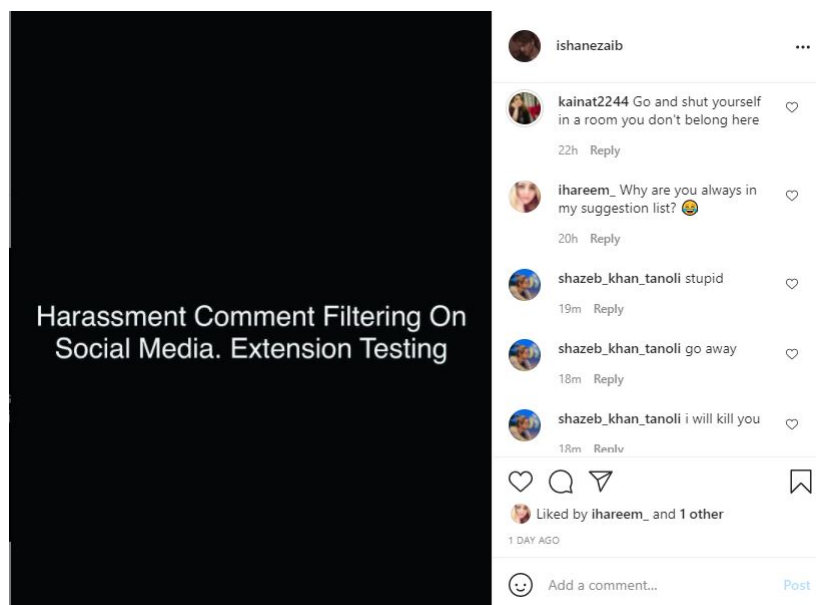 Harassment Comment Filtering On
Social Media. Extension Testing
ishanezaib
kainat2244 Go and shut yourself
in a room you don't belong here
22h Reply
ihareem_ Why are you always in
my suggestion list? 😂
20h Reply
shazeb_khan_tanoli stupid
19m Reply
shazeb_khan_tanoli go away
18m Reply
shazeb_khan_tanoli i will kill you
18m Reply
Liked by ihareem_ and 1 other
1 DAY AGO
Add a comment...
Post